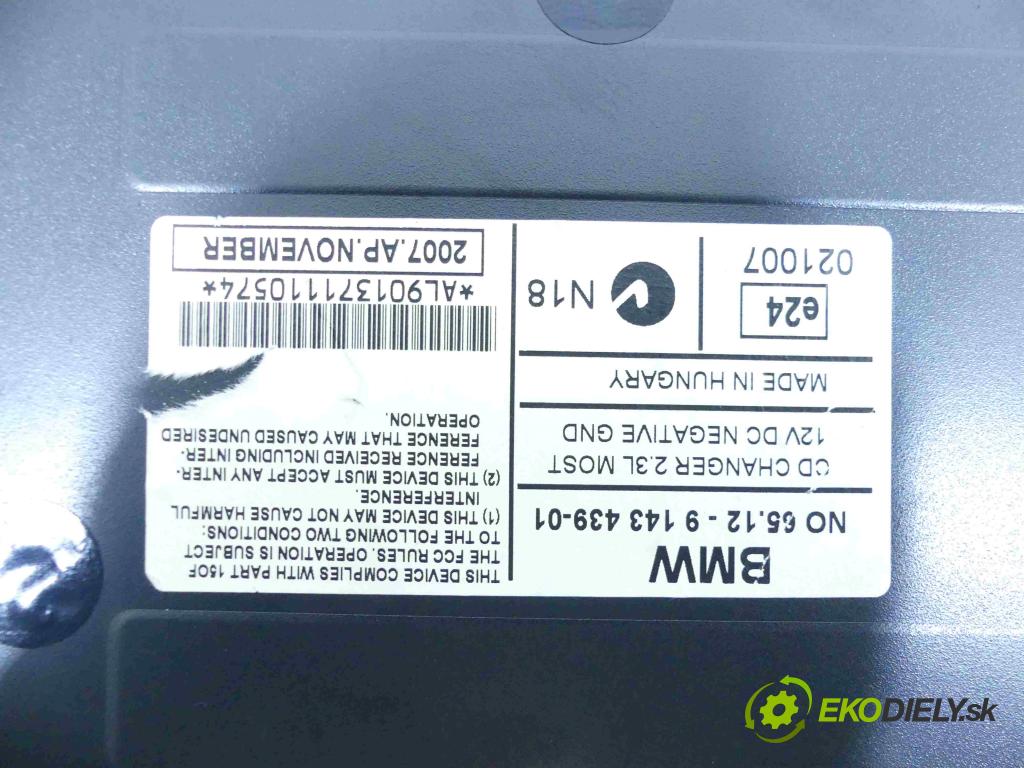 BMW
NO 65.12 - 9 143 439-01
CD CHANGER 2.3L MOST
12V DC NEGATIVE GND
MADE IN HUNGARY
e24
021007
N18
THIS DEVICE COMPLIES WITH PART 15OF
THE FCC RULES. OPERATION IS SUBJECT
TO THE FOLLOWING TWO CONDITIONS:
(1) THIS DEVICE MAY NOT CAUSE HARMFUL
INTERFERENCE.
(2) THIS DEVICE MUST ACCEPT ANY INTER-
FERENCE RECEIVED INCLUDING INTER-
FERENCE THAT MAY CAUSED UNDESIRED
OPERATION.
*AL901371110574*
2007.AP.NOVEMBER
EKODIELY.sk